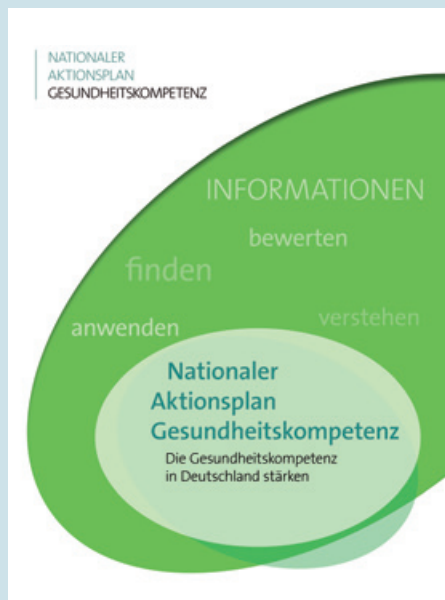 NATIONALER
AKTIONSPLAN
GESUNDHEITSKOMPETENZ
INFORMATIONEN
bewerten
finden
verstehen
anwenden
Nationaler
Aktionsplan
Gesundheitskompetenz
Die Gesundheitskompetenz
in Deutschland stärken